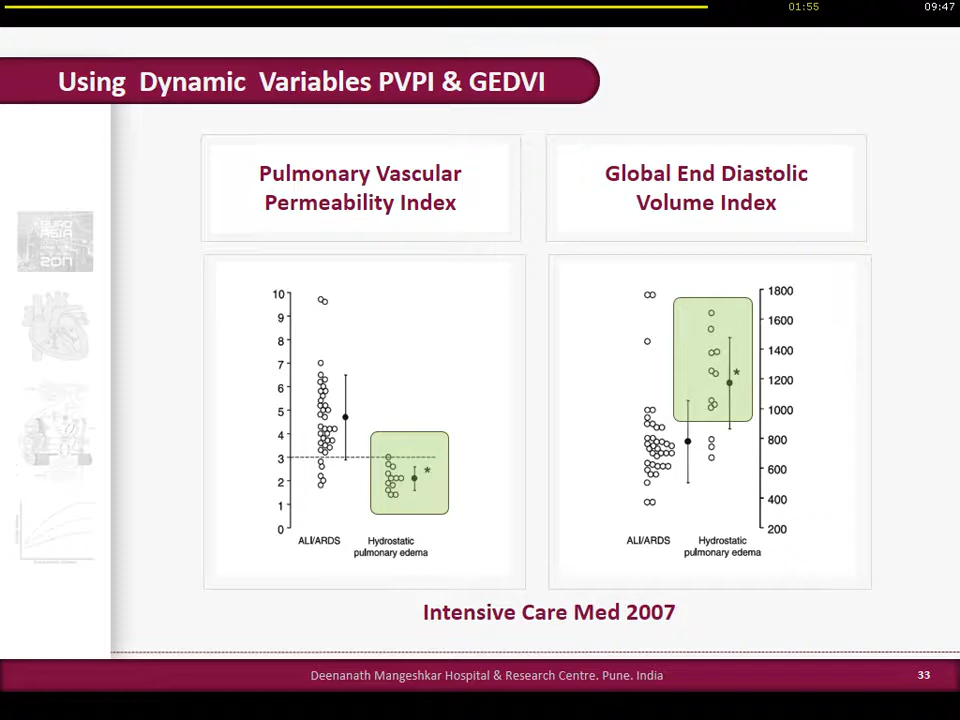 01:55
09:47
Using Dynamic Variables PVPI & GEDVI
Pulmonary Vascular
Permeability Index
Global End Diastolic
Volume Index
10
9
8
7
6
5
4
3
2
1
0
*
ALI/ARDS
Hydrostatic
pulmonary edema
1800
1600
1400
1200
1000
800
600
400
200
*
ALI/ARDS
Hydrostatic
pulmonary edema
EURO
ASIA
2017
Intensive Care Med 2007
Deenanath Mangeshkar Hospital & Research Centre. Pune. India
33